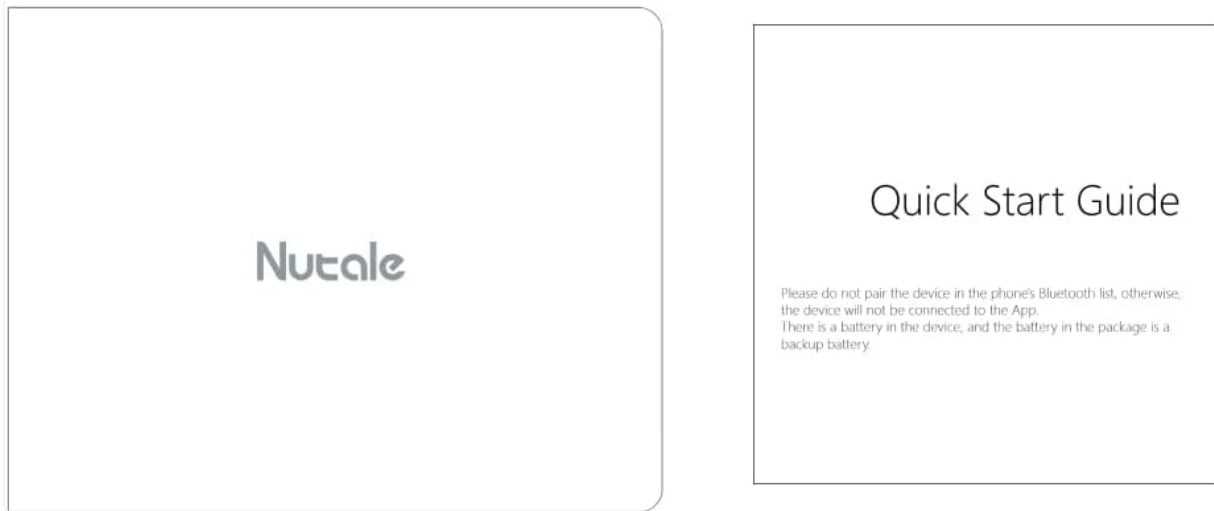 Nutale
Quick Start Guide
Please do not pair the device in the phone's Bluetooth list, otherwise,
the device will not be connected to the App.
There is a battery in the device, and the battery in the package is a
backup battery.